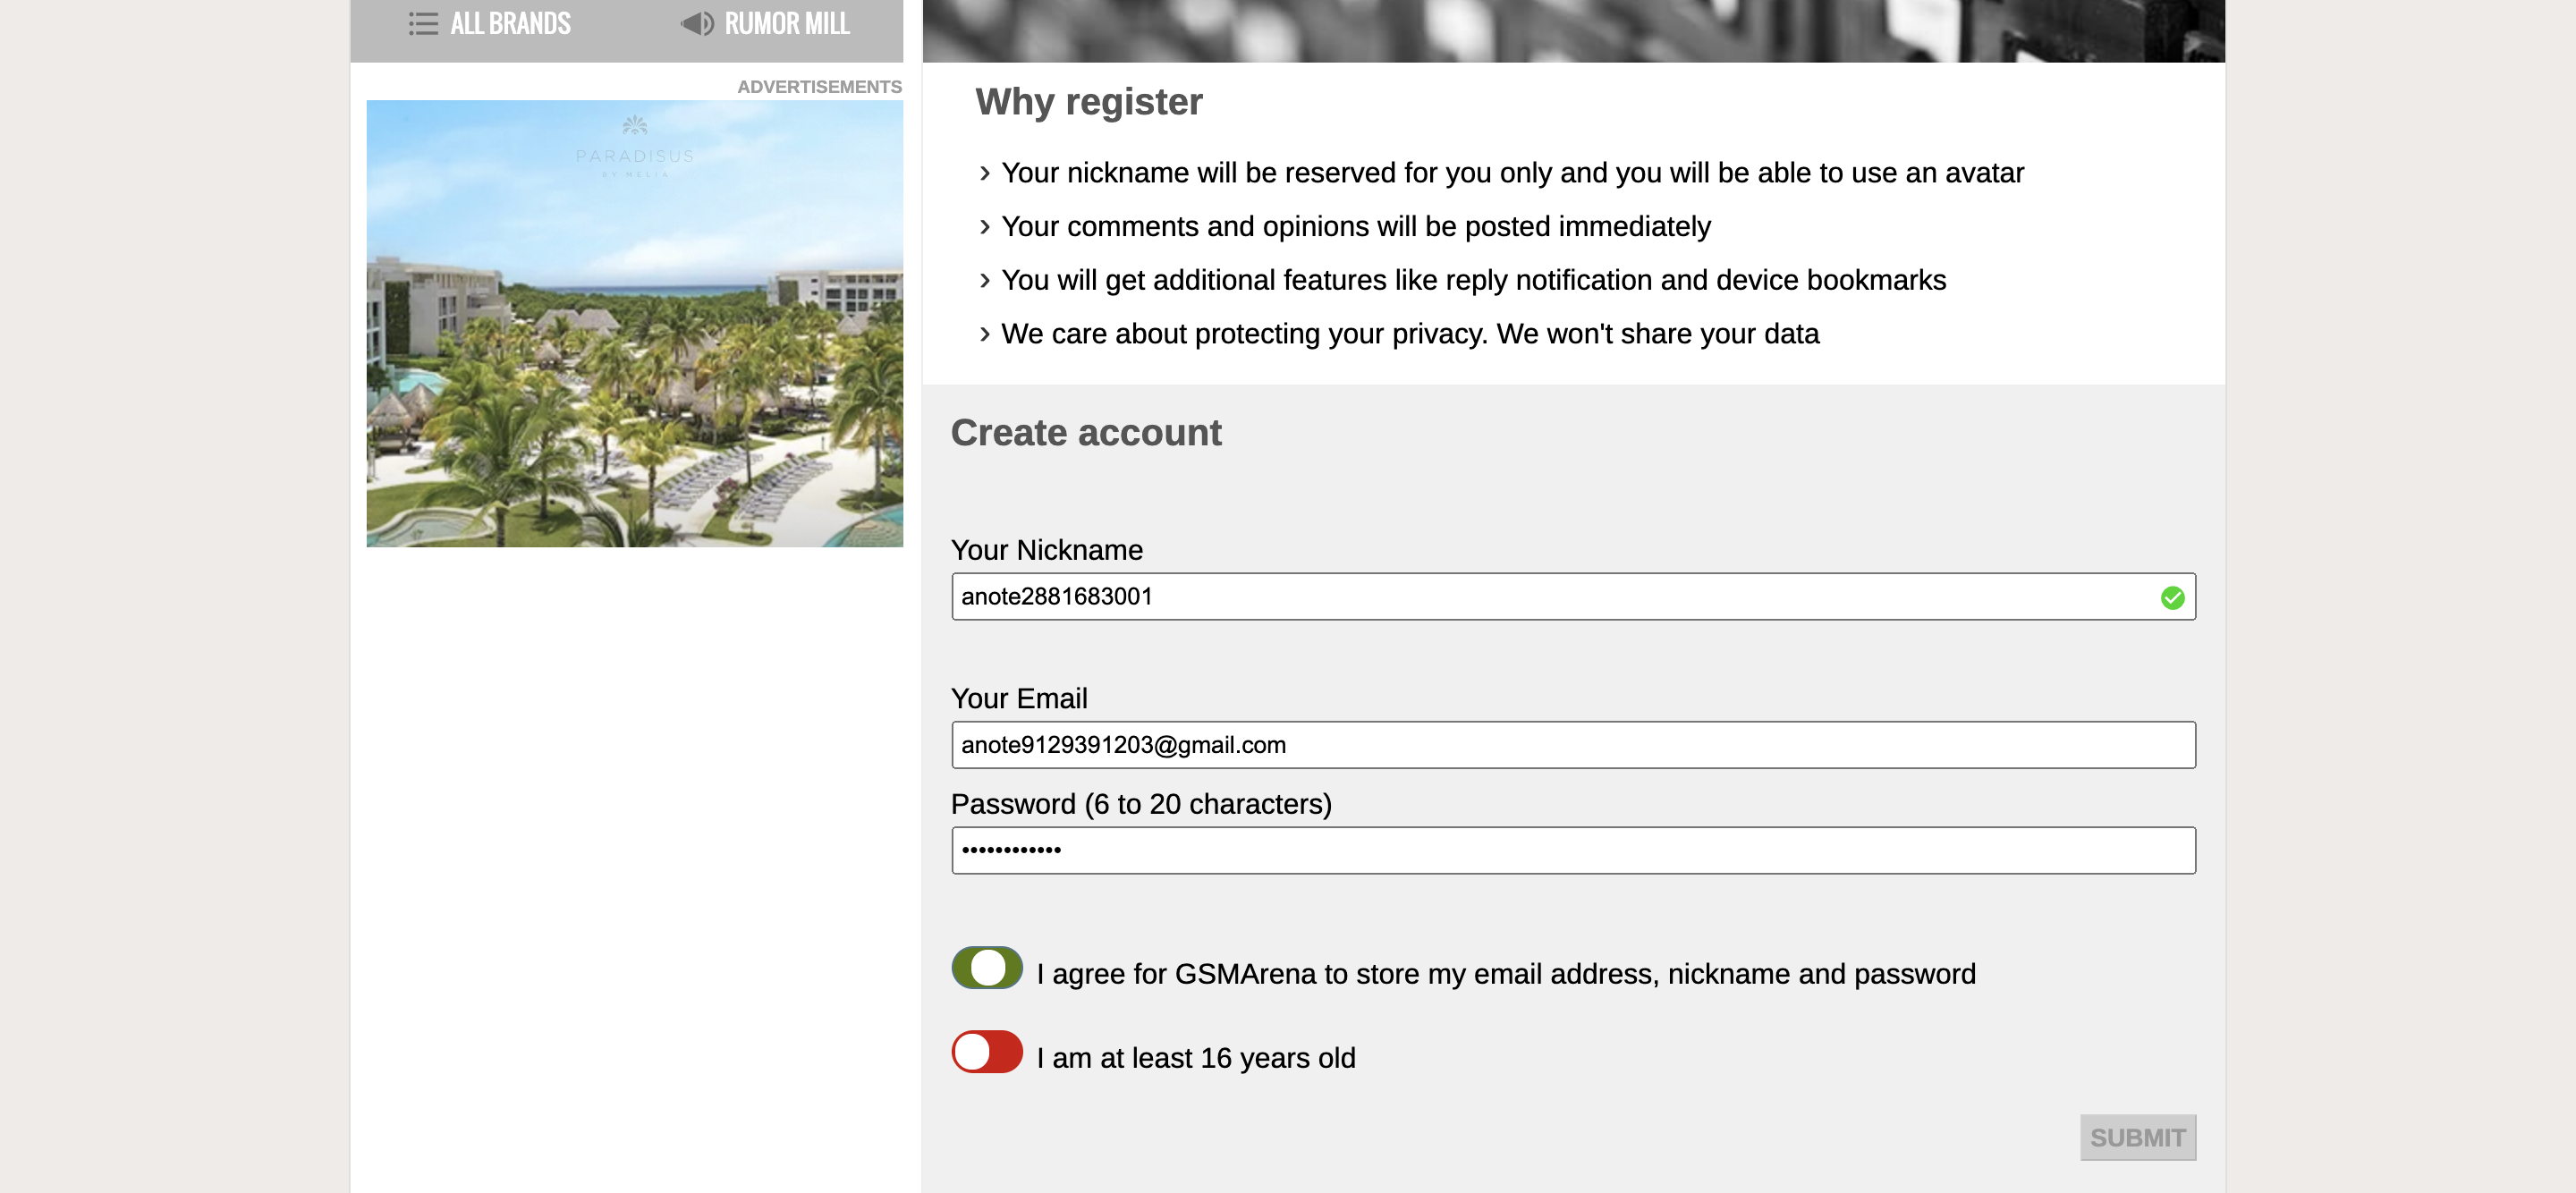 ALL BRANDS
RUMOR MILL
ADVERTISEMENTS
PARADISUS
BY MELIÁ
Why register
› Your nickname will be reserved for you only and you will be able to use an avatar
› Your comments and opinions will be posted immediately
› You will get additional features like reply notification and device bookmarks
› We care about protecting your privacy. We won't share your data
Create account
Your Nickname
anote2881683001
Your Email
anote9129391203@gmail.com
Password (6 to 20 characters)
••••••••••••
I agree for GSMArena to store my email address, nickname and password
I am at least 16 years old
SUBMIT